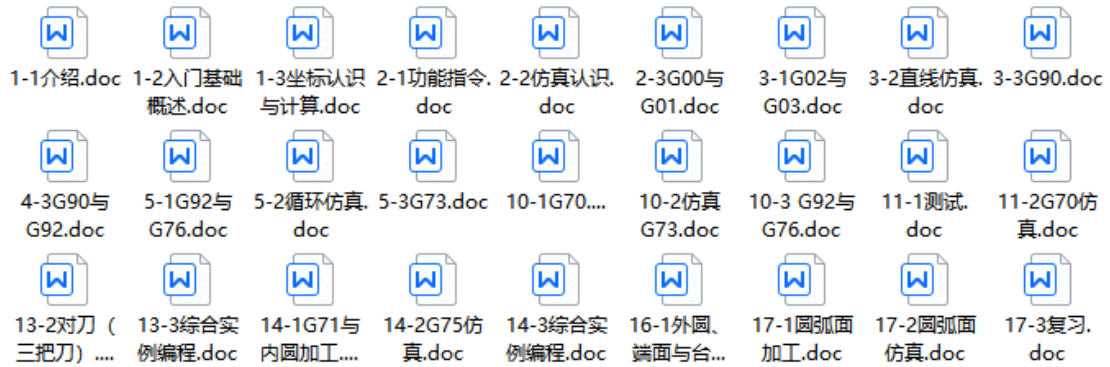 1-1介绍.doc 1-2入门基础 1-3坐标认识 2-1功能指令. 2-2仿真认识. 2-3G00与 3-1G02与 3-2直线仿真. 3-3G90.doc
概述.doc 与计算.doc doc doc G01.doc G03.doc doc
4-3G90与 5-1G92与 5-2循环仿真. 5-3G73.doc 10-1G70.... 10-2仿真 10-3 G92与 11-1测试. 11-2G70仿
G92.doc G76.doc doc G73.doc G76.doc doc 真.doc
13-2对刀（ 13-3综合实 14-1G71与 14-2G75仿 14-3综合实 16-1外圆、 17-1圆弧面 17-2圆弧面 17-3复习.
三把刀）.... 例编程.doc 内圆加工.... 真.doc 例编程.doc 端面与台... 加工.doc 仿真.doc doc